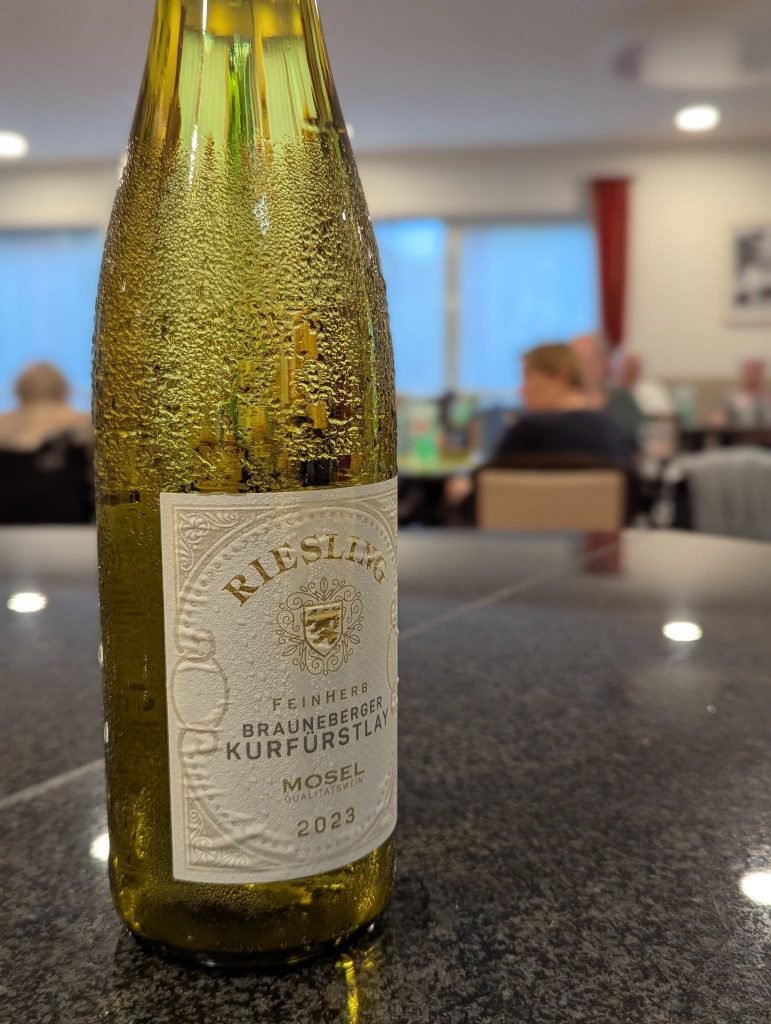 RIESLING
FEINHERB
BRAUNEBERGER
KURFÜRSTLAY
MOSEL
QUALITÄTSWEIN
2023